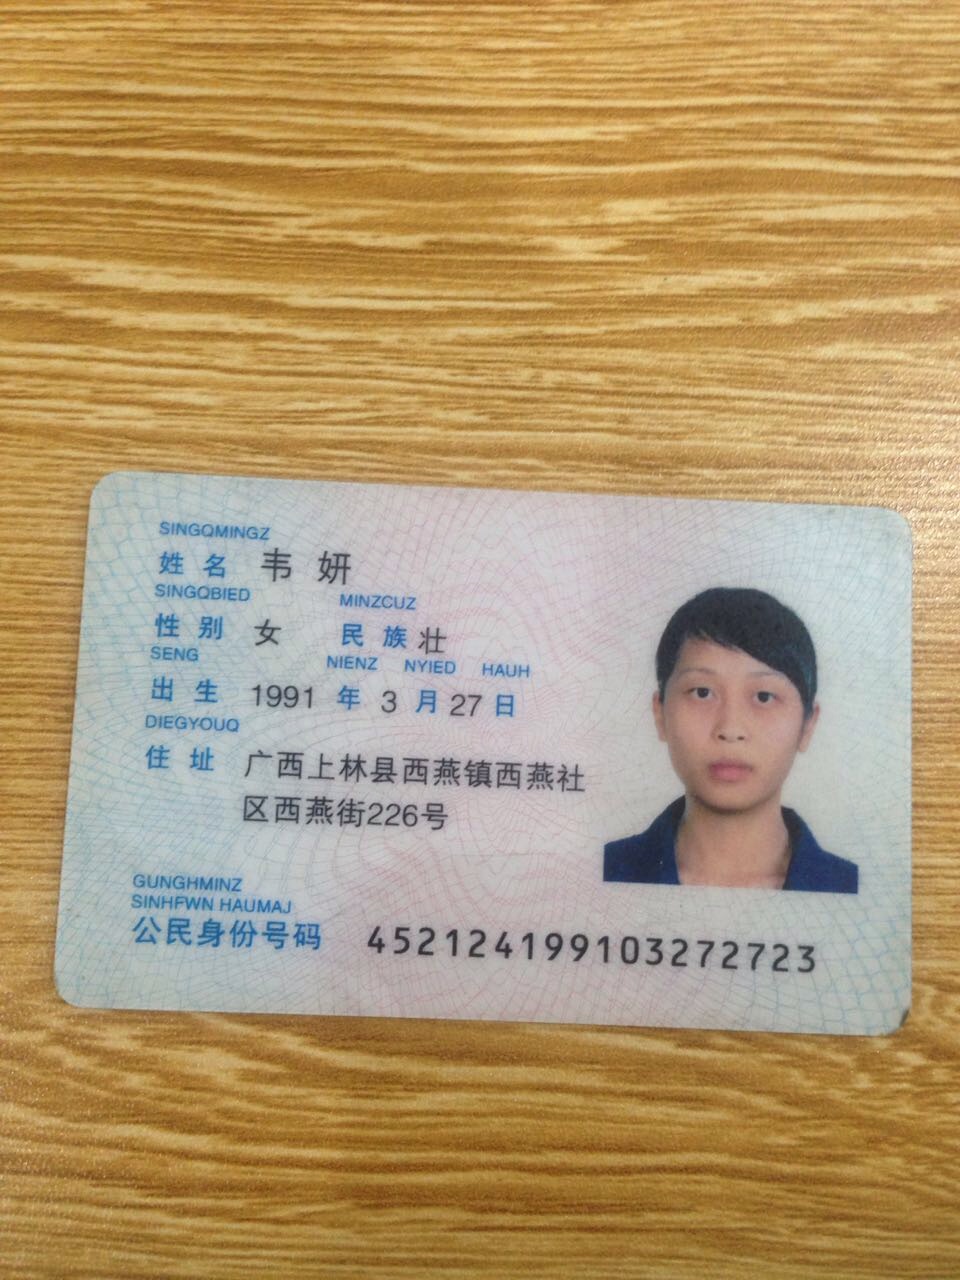 SINGQMINGZ
姓名 韦妍
SINGQBIED MINZCUZ
性别 女 民族 壮
SENG NIENZ NYIED HAUH
出生 1991 年 3 月 27 日
DIEGYOUQ
住址 广西上林县西燕镇西燕社
区西燕街226号
GUNGHMINZ
SINHFWN HAUMAJ
公民身份号码 452124199103272723